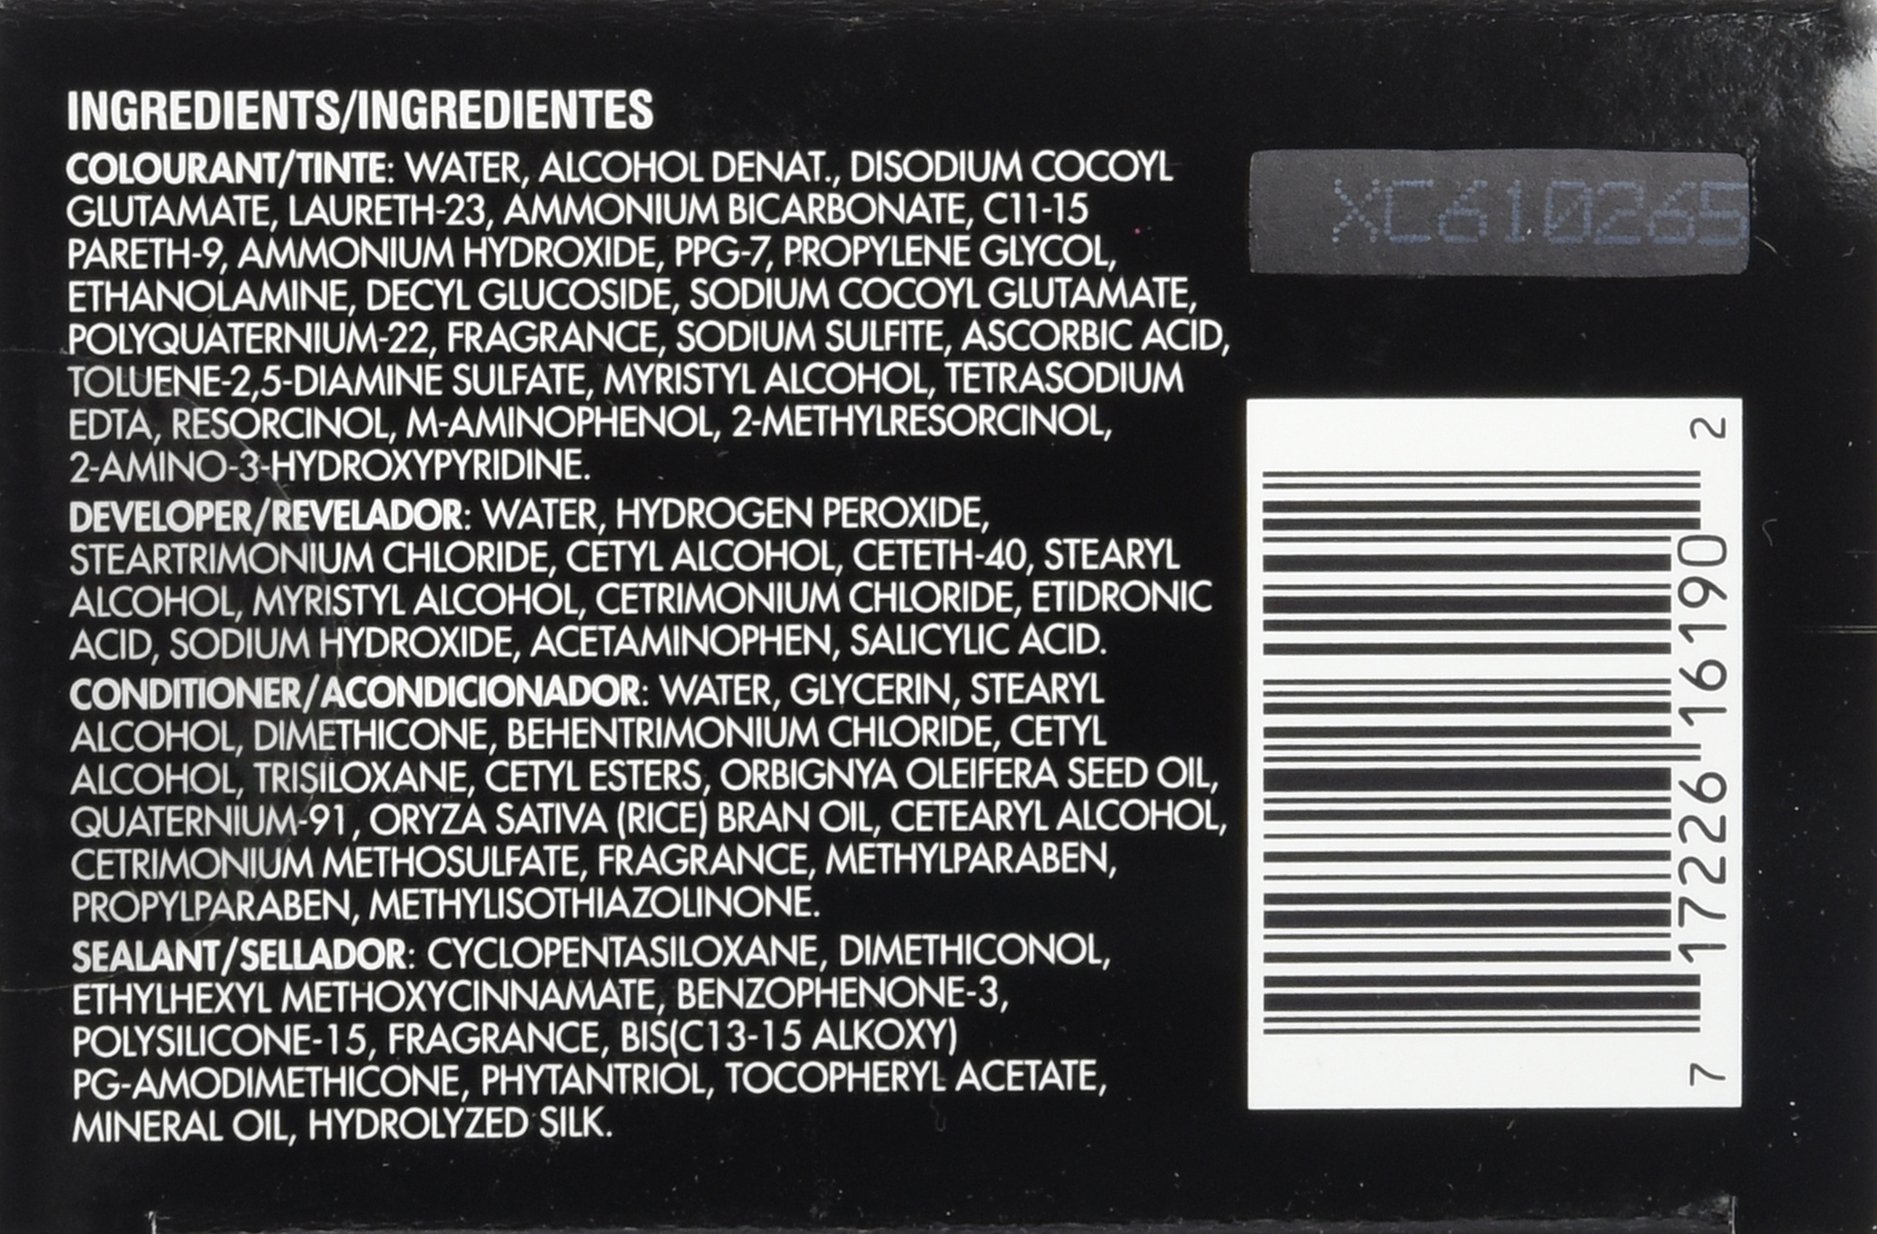 INGREDIENTS/INGREDIENTES
COLOURANT/TINTE: WATER, ALCOHOL DENAT., DISODIUM COCOYL
GLUTAMATE, LAURETH-23, AMMONIUM BICARBONATE, C11-15
PARETH-9, AMMONIUM HYDROXIDE, PPG-7, PROPYLENE GLYCOL,
ETHANOLAMINE, DECYL GLUCOSIDE, SODIUM COCOYL GLUTAMATE,
POLYQUATERNIUM-22, FRAGRANCE, SODIUM SULFITE, ASCORBIC ACID,
TOLUENE-2,5-DIAMINE SULFATE, MYRISTYL ALCOHOL, TETRASODIUM
EDTA, RESORCINOL, M-AMINOPHENOL, 2-METHYLRESORCINOL,
2-AMINO-3-HYDROXYPYRIDINE.
DEVELOPER/REVELADOR: WATER, HYDROGEN PEROXIDE,
STEARTRIMONIUM CHLORIDE, CETYL ALCOHOL, CETETH-40, STEARYL
ALCOHOL, MYRISTYL ALCOHOL, CETRIMONIUM CHLORIDE, ETIDRONIC
ACID, SODIUM HYDROXIDE, ACETAMINOPHEN, SALICYLIC ACID.
CONDITIONER/ACONDICIONADOR: WATER, GLYCERIN, STEARYL
ALCOHOL, DIMETHICONE, BEHENTRIMONIUM CHLORIDE, CETYL
ALCOHOL, TRISILOXANE, CETYL ESTERS, ORBIGNYA OLEIFERA SEED OIL,
QUATERNIUM-91, ORYZA SATIVA (RICE) BRAN OIL, CETEARYL ALCOHOL,
CETRIMONIUM METHOSULFATE, FRAGRANCE, METHYLPARABEN,
PROPYLPARABEN, METHYLISOTHIAZOLINONE.
SEALANT/SELLADOR: CYCLOPENTASILOXANE, DIMETHICONOL,
ETHYLHEXYL METHOXYCINNAMATE, BENZOPHENONE-3,
POLYSILICONE-15, FRAGRANCE, BIS(C13-15 ALKOXY)
PG-AMODIMETHICONE, PHYTANTRIOL, TOCOPHERYL ACETATE,
MINERAL OIL, HYDROLYZED SILK.
XC610265
7 17226 16190 2